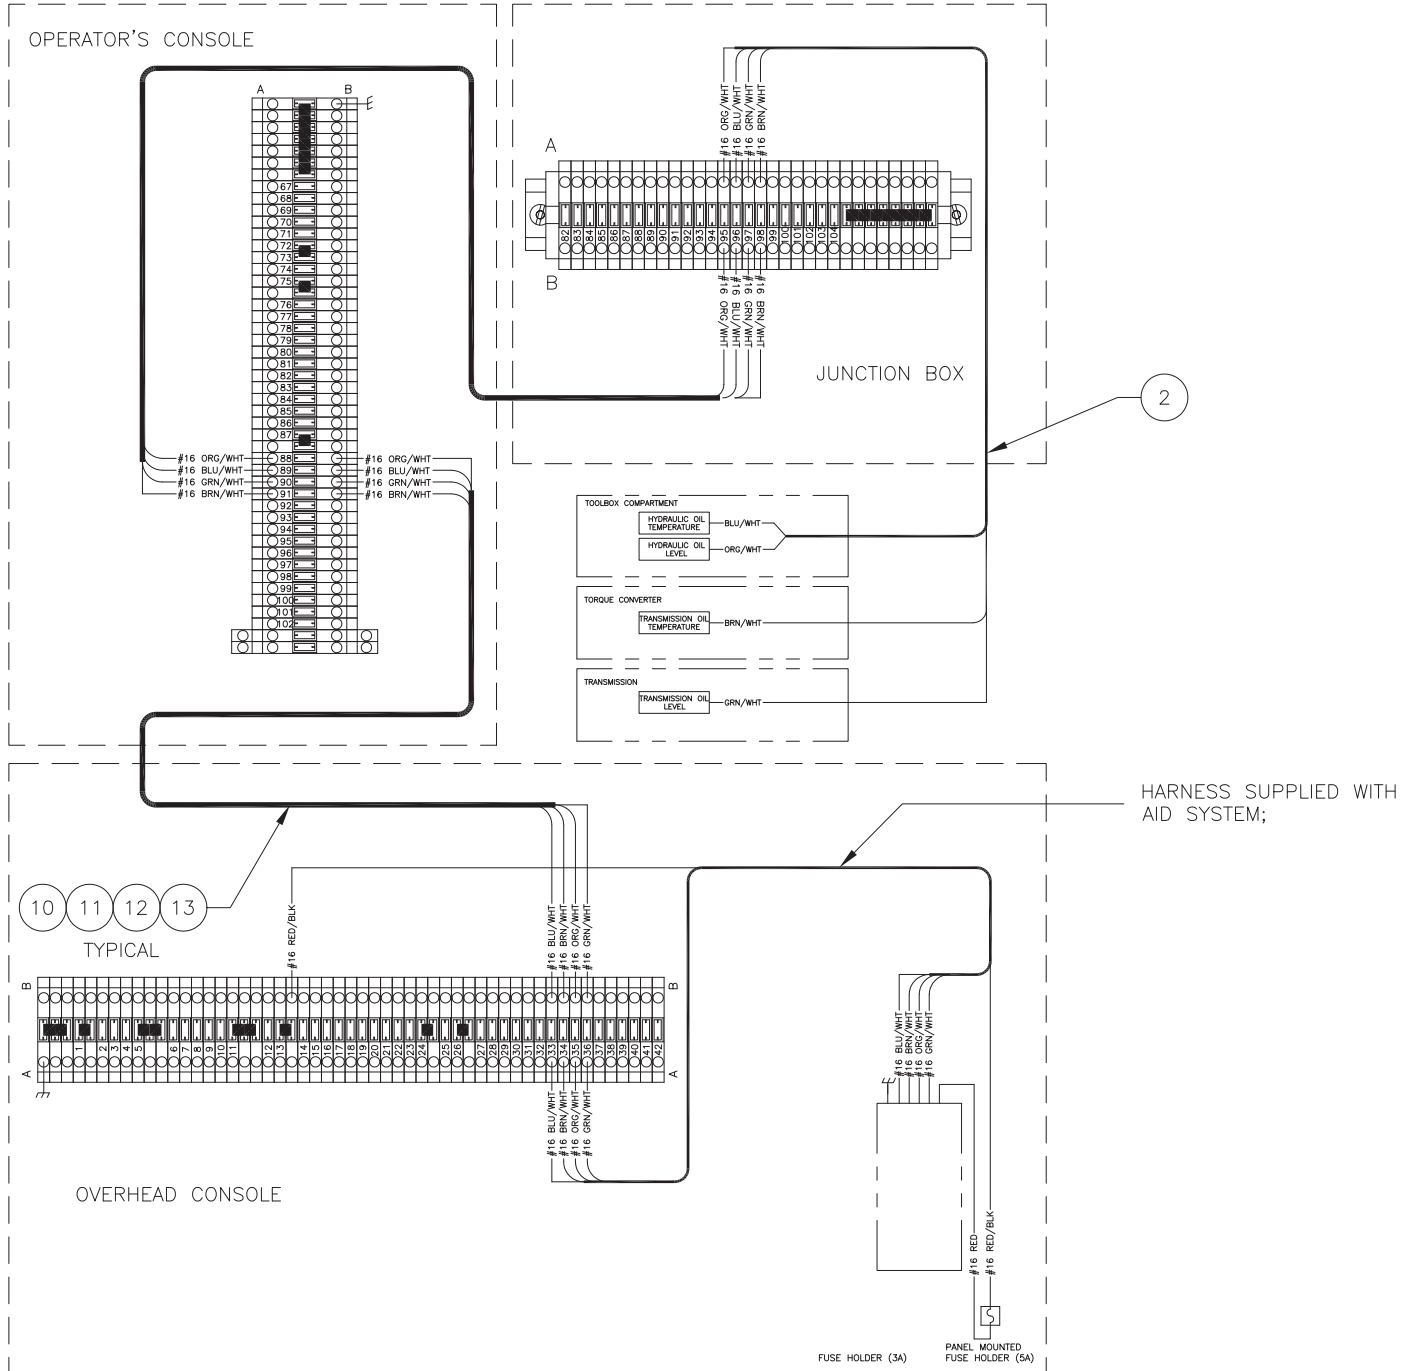 OPERATOR'S CONSOLE
A
B
67
68
69
70
71
72
73
74
75
76
77
78
79
80
81
82
83
84
85
86
87
88
89
90
91
92
93
94
95
96
97
98
99
100
101
102
#16 ORG/WHT
#16 BLU/WHT
#16 GRN/WHT
#16 BRN/WHT
#16 ORG/WHT
#16 BLU/WHT
#16 GRN/WHT
#16 BRN/WHT
#16 ORG/WHT
#16 BLU/WHT
#16 GRN/WHT
#16 BRN/WHT
A
82
83
84
85
86
87
88
89
90
91
92
93
94
95
96
97
98
99
100
101
102
103
104
B
#16 ORG/WHT
#16 BLU/WHT
#16 GRN/WHT
#16 BRN/WHT
JUNCTION BOX
2
TOOLBOX COMPARTMENT
HYDRAULIC OIL
TEMPERATURE
BLU/WHT
HYDRAULIC OIL
LEVEL
ORG/WHT
TORQUE CONVERTER
TRANSMISSION OIL
TEMPERATURE
BRN/WHT
TRANSMISSION
TRANSMISSION OIL
LEVEL
GRN/WHT
HARNESS SUPPLIED WITH
AID SYSTEM;
10
11
12
13
TYPICAL
#16 RED/BLK
#16 BLU/WHT
#16 BRN/WHT
#16 ORG/WHT
#16 GRN/WHT
B
B
1
2
3
4
5
6
7
8
9
10
11
12
13
14
15
16
17
18
19
20
21
22
23
24
25
26
27
28
29
30
31
32
33
34
35
36
37
38
39
40
41
42
A
A
#16 BLU/WHT
#16 BRN/WHT
#16 ORG/WHT
#16 GRN/WHT
OVERHEAD CONSOLE
#16 BLU/WHT
#16 BRN/WHT
#16 ORG/WHT
#16 GRN/WHT
#16 RED
#16 RED/BLK
FUSE HOLDER (3A)
PANEL MOUNTED
FUSE HOLDER (5A)